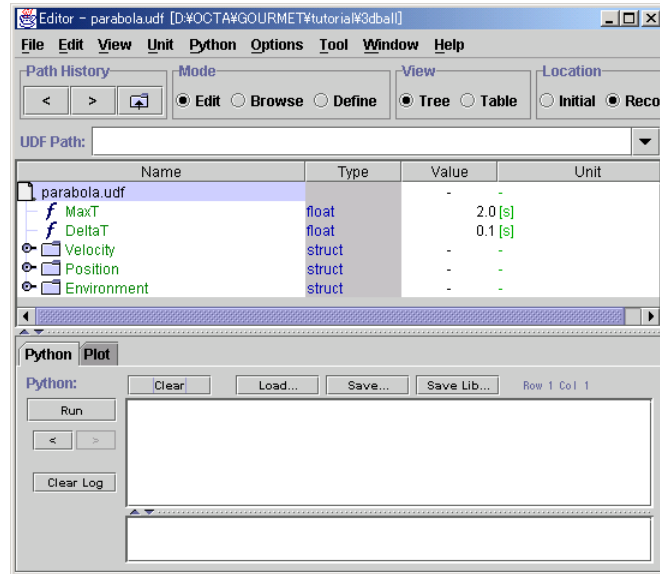 Editor - parabola.udf [D:¥OCTA¥GOURMET¥tutorial¥3dball]
File Edit View Unit Python Options Tool Window Help
Path History Mode View Location
< > Edit Browse Define Tree Table Initial Reco
UDF Path:
Name Type Value Unit
parabola.udf - -
f MaxT float 2.0 [s]
f DeltaT float 0.1 [s]
Velocity struct - -
Position struct - -
Environment struct - -
Python Plot
Python: Clear Load... Save... Save Lib... Row 1 Col 1
Run
< >
Clear Log